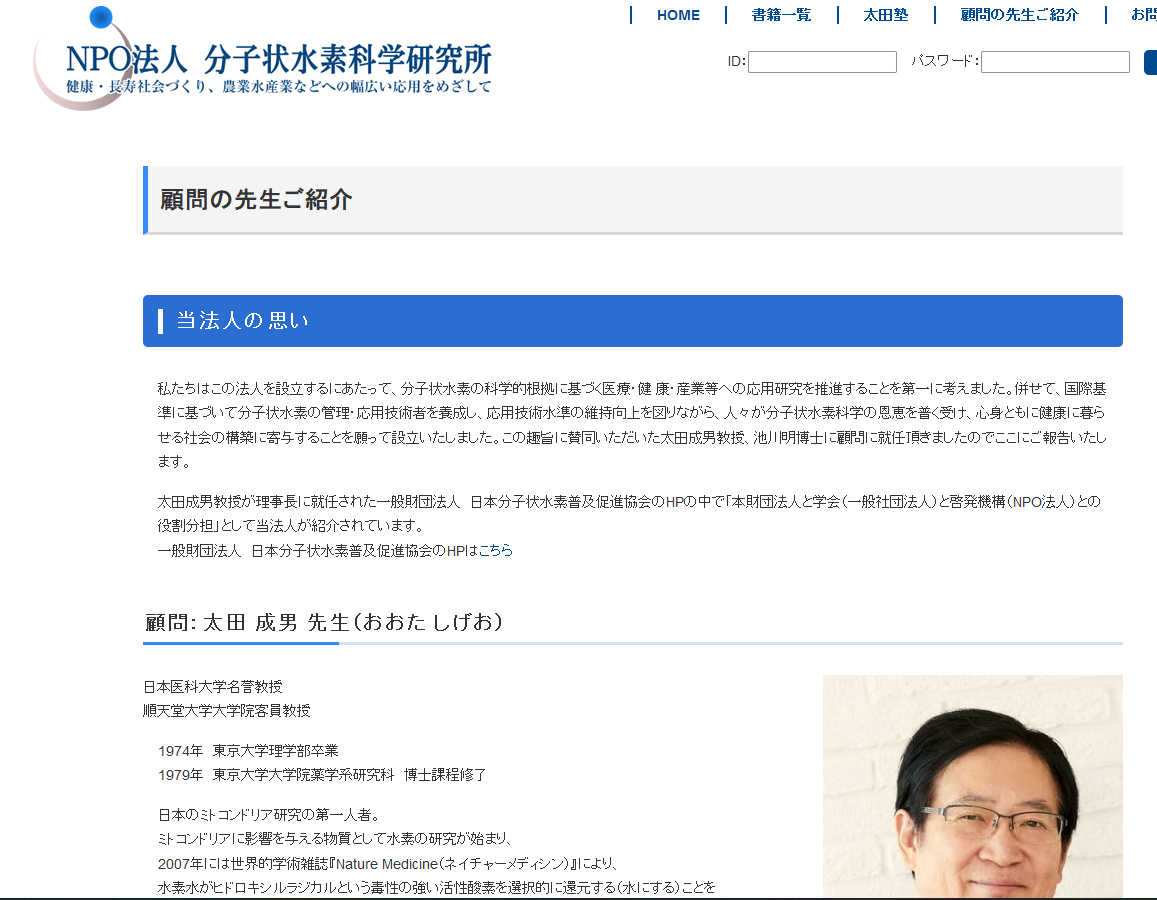 HOME
書籍一覧
太田塾
顧問の先生ご紹介
お問
NPO法人 分子状水素科学研究所
健康・長寿社会づくり、農業水産業などへの幅広い応用をめざして
ID:
パスワード:
顧問の先生ご紹介
当法人の思い
私たちはこの法人を設立するにあたって、分子状水素の科学的根拠に基づく医療・健 康・産業等への応用研究を推進することを第一に考えました。併せて、国際基
準に基づいて分子状水素の管理・応用技術者を養成し、応用技術水準の維持向上を図りながら、人々が分子状水素科学の恩恵を普く受け、心身ともに健康に暮ら
せる社会の構築に寄与することを願って設立いたしました。この趣旨に賛同いただいた太田成男教授、池川明博士に顧問に就任頂きましたのでここにご報告いたし
ます。
太田成男教授が理事長に就任された一般財団法人　日本分子状水素普及促進協会のHPの中で「本財団法人と学会（一般社団法人）と啓発機構（NPO法人）との
役割分担」として当法人が紹介されています。
一般財団法人　日本分子状水素普及促進協会のHPはこちら
顧問: 太田 成男 先生（おおた しげお）
日本医科大学名誉教授
順天堂大学大学院客員教授
1974年　東京大学理学部卒業
1979年　東京大学大学院薬学系研究科　博士課程修了
日本のミトコンドリア研究の第一人者。
ミトコンドリアに影響を与える物質として水素の研究が始まり、
2007年には世界的学術雑誌『Nature Medicine（ネイチャーメディシン）』により、
水素水がヒドロキシルラジカルという毒性の強い活性酸素を選択的に還元する（水にする）ことを